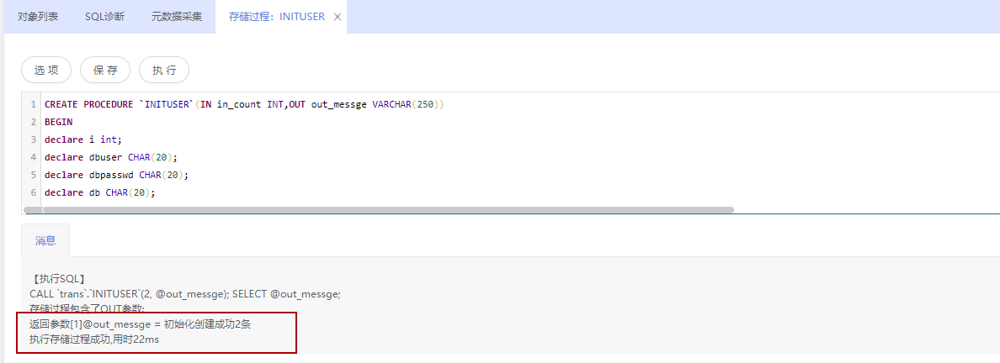 对象列表 SQL诊断 元数据采集 存储过程：INITUSER ×
选 项 保 存 执 行
1 CREATE PROCEDURE `INITUSER`(IN in_count INT,OUT out_messge VARCHAR(250))
2 BEGIN
3 declare i int;
4 declare dbuser CHAR(20);
5 declare dbpasswd CHAR(20);
6 declare db CHAR(20);
消息
【执行SQL】
CALL `trans`.`INITUSER`(2, @out_messge); SELECT @out_messge;
存储过程包含了OUT参数:
返回参数[1]@out_messge = 初始化创建成功2条
执行存储过程成功,用时22ms